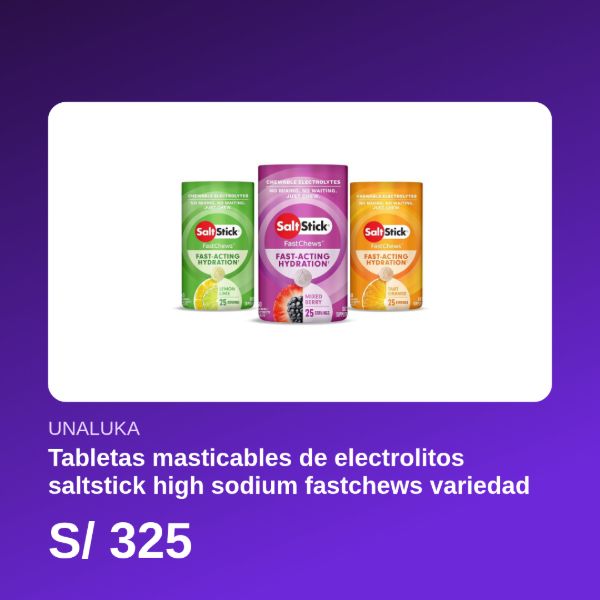 CHEWABLE ELECTROLYTES
NO MIXING. NO WAITING.
JUST CHEW.
SaltStick
FastChews
FAST-ACTING
HYDRATION
LEMON
LIME
25 SERVINGS
CHEWABLE ELECTROLYTES
NO MIXING. NO WAITING.
JUST CHEW.
SaltStick
FastChews
FAST-ACTING
HYDRATION
MIXED
BERRY
25 SERVINGS
CHEWABLE ELECTROLYTES
NO MIXING. NO WAITING.
JUST CHEW.
SaltStick
FastChews
FAST-ACTING
HYDRATION
TART
ORANGE
25 SERVINGS
UNALUKA
Tabletas masticables de electrolitos
saltstick high sodium fastchews variedad
S/ 325